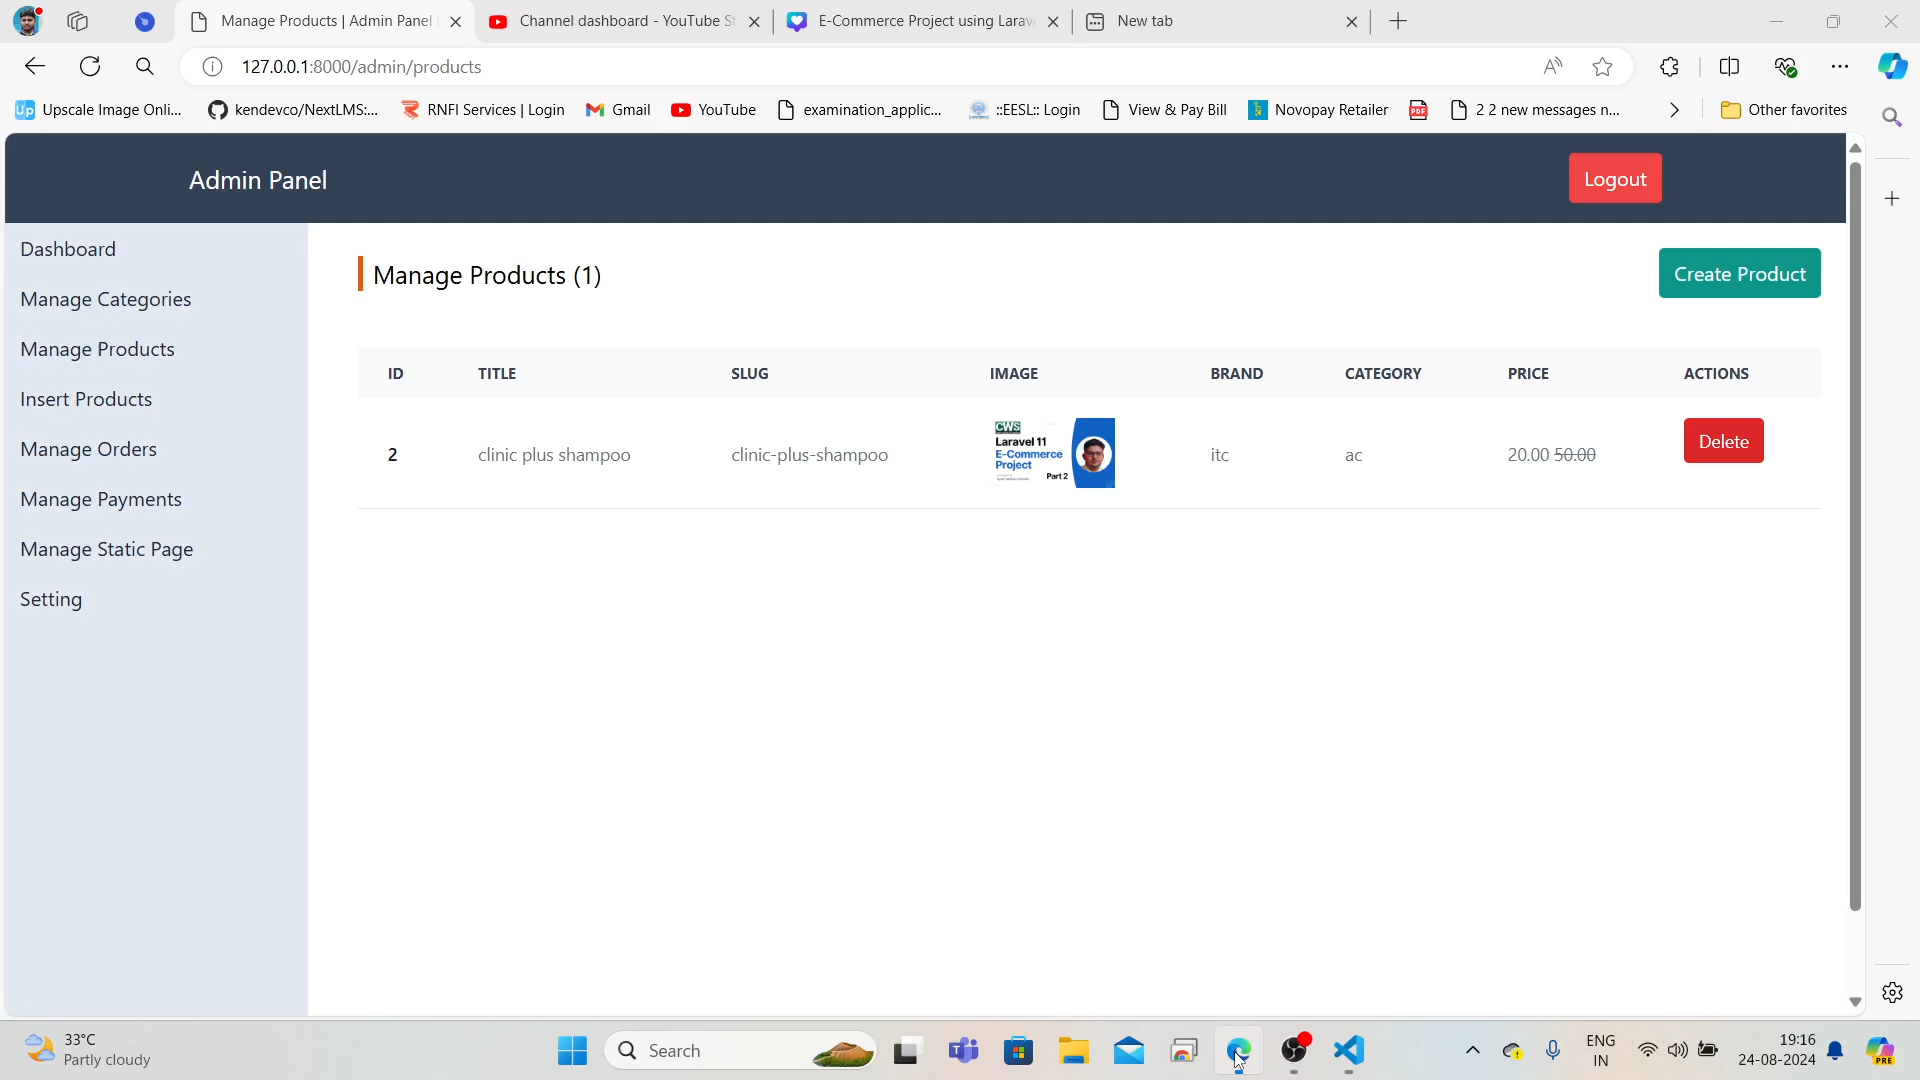 Manage Products | Admin Panel
Channel dashboard - YouTube St
E-Commerce Project using Larav
New tab
127.0.0.1:8000/admin/products
Upscale Image Onli...
kendevco/NextLMS:...
RNFI Services | Login
Gmail
YouTube
examination_applic...
::EESL:: Login
View & Pay Bill
Novopay Retailer
PDF
2 2 new messages n...
Other favorites
Admin Panel
Logout
Dashboard
Manage Categories
Manage Products
Insert Products
Manage Orders
Manage Payments
Manage Static Page
Setting
Manage Products (1)
Create Product
ID TITLE SLUG IMAGE BRAND CATEGORY PRICE ACTIONS
2 clinic plus shampoo clinic-plus-shampoo
CWS
Laravel 11
E-Commerce
Project
Part 2
itc ac 20.00 50.00 Delete
33°C
Partly cloudy
Search
ENG
IN
19:16
24-08-2024
PRE